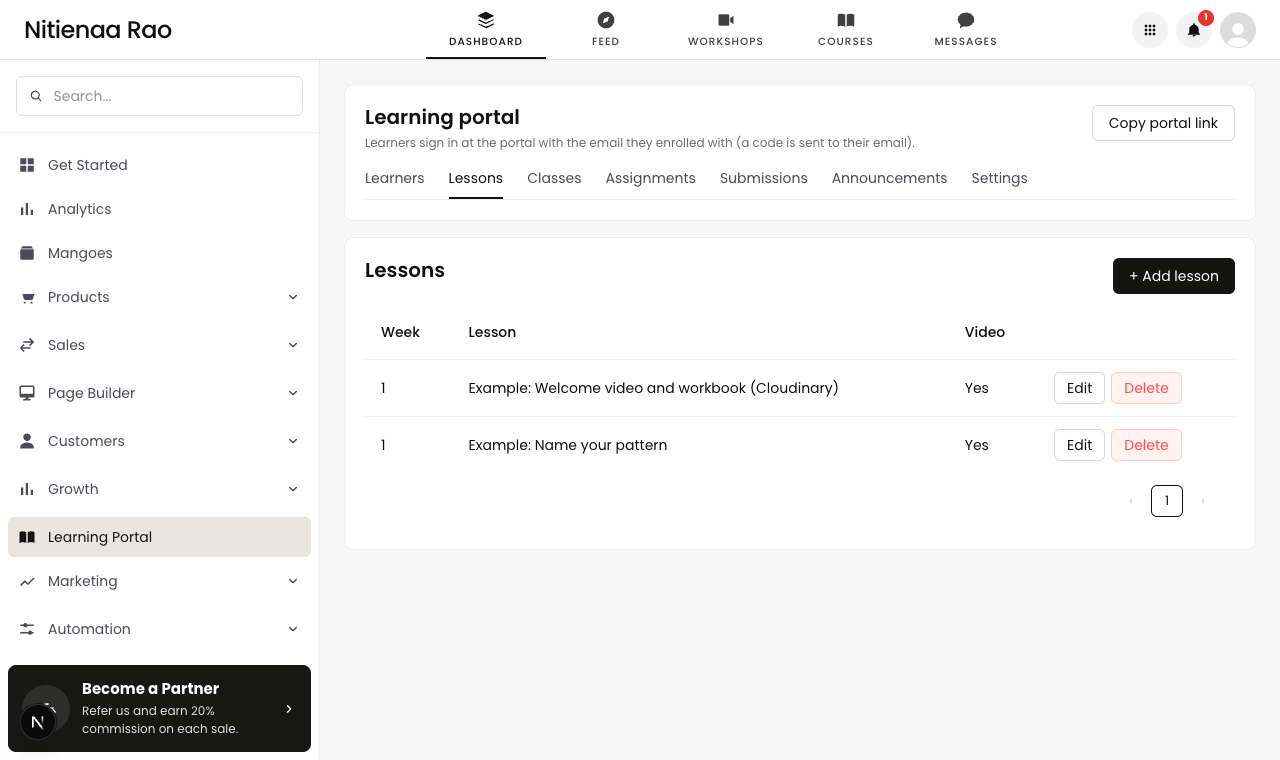 Nitienaa Rao
DASHBOARD
FEED
WORKSHOPS
COURSES
MESSAGES
1
Search...
Get Started
Analytics
Mangoes
Products
Sales
Page Builder
Customers
Growth
Learning Portal
Marketing
Automation
Become a Partner
Refer us and earn 20%
commission on each sale.
N
Learning portal
Learners sign in at the portal with the email they enrolled with (a code is sent to their email).
Copy portal link
Learners Lessons Classes Assignments Submissions Announcements Settings
Lessons
+ Add lesson
Week Lesson Video
1 Example: Welcome video and workbook (Cloudinary) Yes Edit Delete
1 Example: Name your pattern Yes Edit Delete
‹ 1 ›